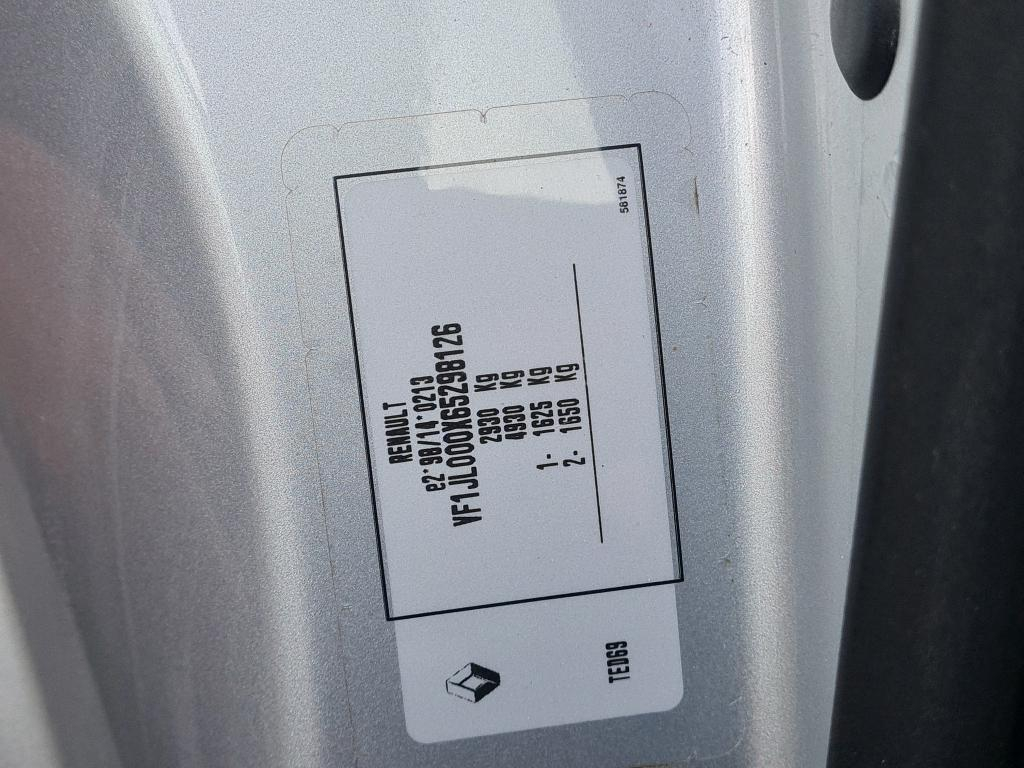 RENAULT
e2*98/14*0213
VF1JL000X65298126
2930 Kg
4930 Kg
1- 1625 Kg
2- 1650 Kg
581874
TED69